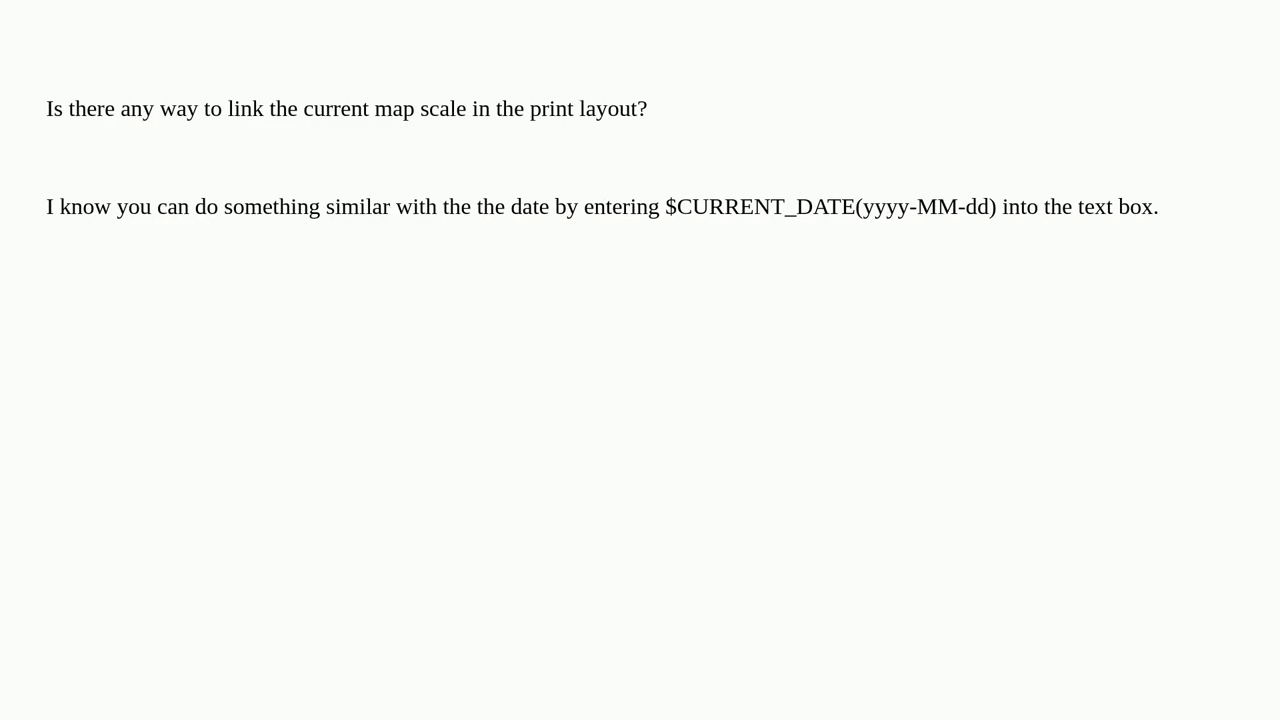 Is there any way to link the current map scale in the print layout?
I know you can do something similar with the the date by entering $CURRENT_DATE(yyyy-MM-dd) into the text box.